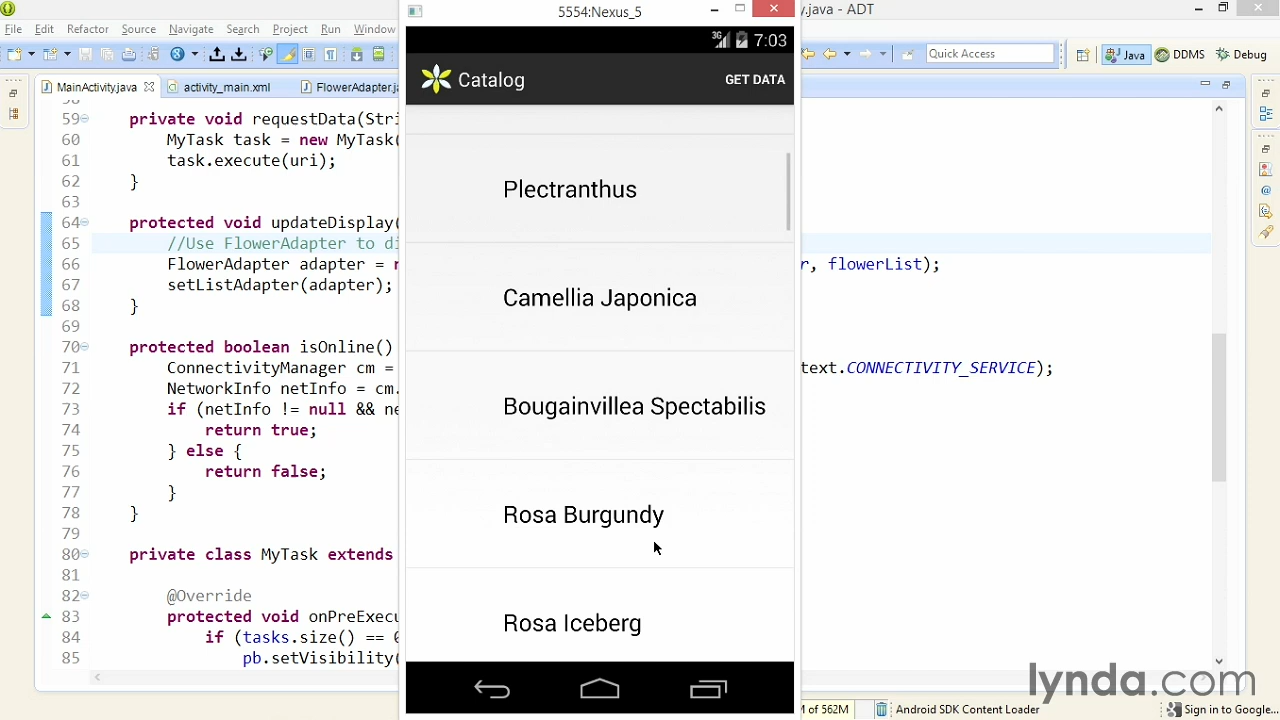 5554:Nexus_5
.java - ADT
File Edit Refactor Source Navigate Search Project Run Window
Quick Access
Java
DDMS
3G 7:03
Catalog
GET DATA
Activity.java
activity_main.xml
FlowerAdapter.ja
59 private void requestData(Stri
60 MyTask task = new MyTask(
61 task.execute(uri);
62 }
63
64 protected void updateDisplay(
65 //Use FlowerAdapter to di
66 FlowerAdapter adapter = n r, flowerList);
67 setListAdapter(adapter);
68 }
69
70 protected boolean isOnline()
71 ConnectivityManager cm = text.CONNECTIVITY_SERVICE);
72 NetworkInfo netInfo = cm.
73 if (netInfo != null && ne
74 return true;
75 } else {
76 return false;
77 }
78 }
79
80 private class MyTask extends
81
82 @Override
83 protected void onPreExecu
84 if (tasks.size() == 0
85 pb.setVisibility(
Plectranthus
Camellia Japonica
Bougainvillea Spectabilis
Rosa Burgundy
Rosa Iceberg
lynda.com
M of 562M
Android SDK Content Loader
Sign in to Google...